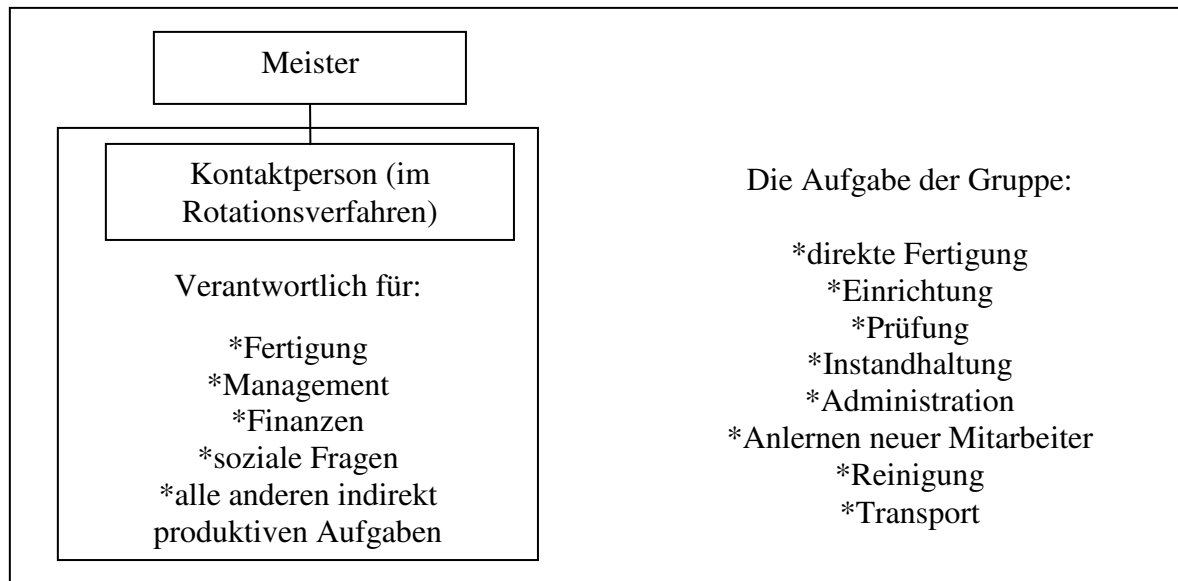 Meister
Kontaktperson (im
Rotationsverfahren)
Verantwortlich für:
*Fertigung
*Management
*Finanzen
*soziale Fragen
*alle anderen indirekt
produktiven Aufgaben
Die Aufgabe der Gruppe:
*direkte Fertigung
*Einrichtung
*Prüfung
*Instandhaltung
*Administration
*Anlernen neuer Mitarbeiter
*Reinigung
*Transport